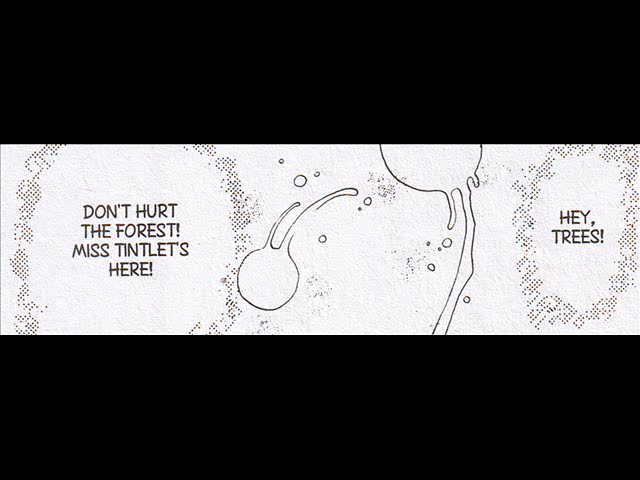 HEY,
TREES!
DON'T HURT
THE FOREST!
MISS TINTLET'S
HERE!